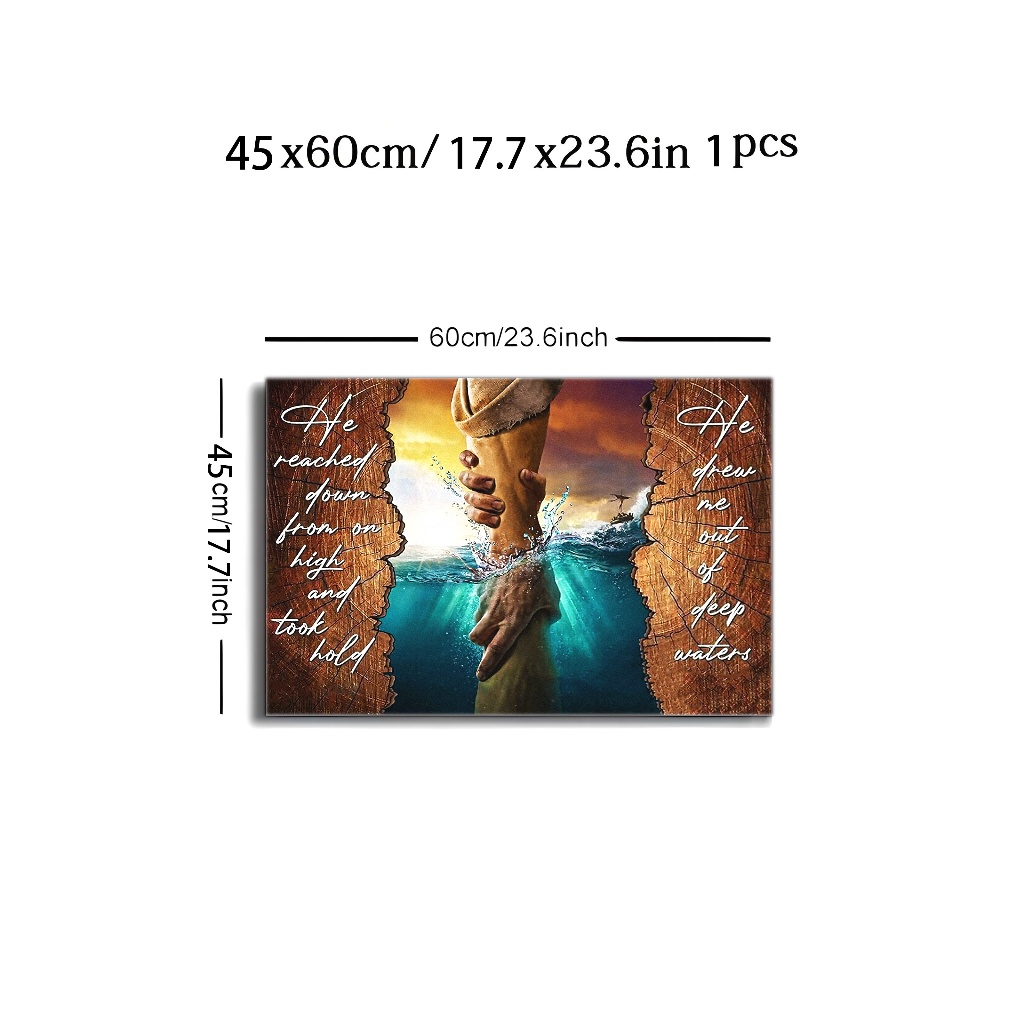 45x60cm/ 17.7x23.6in 1pcs
60cm/23.6inch
45cm/17.7inch
He
reached
down
from on
high
and
took
hold
He
drew
me
out
of
deep
waters